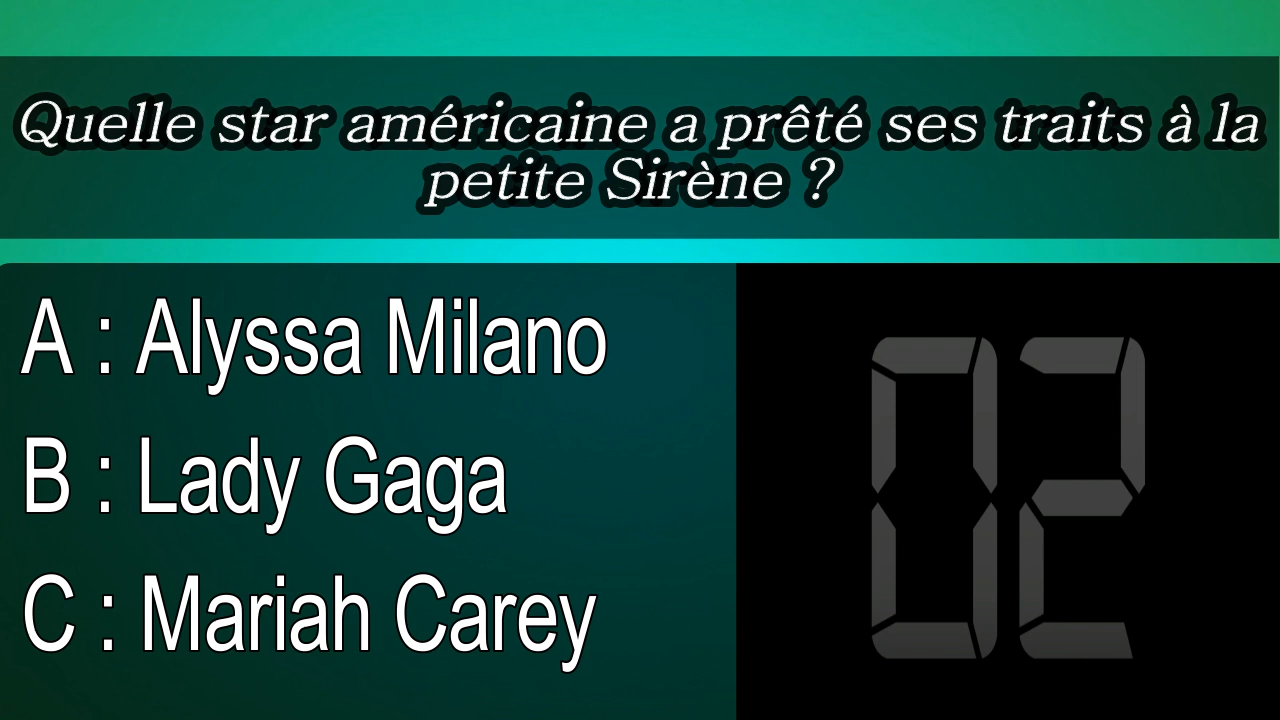 Quelle star américaine a prêté ses traits à la
petite Sirène ?
A : Alyssa Milano
B : Lady Gaga
C : Mariah Carey
02